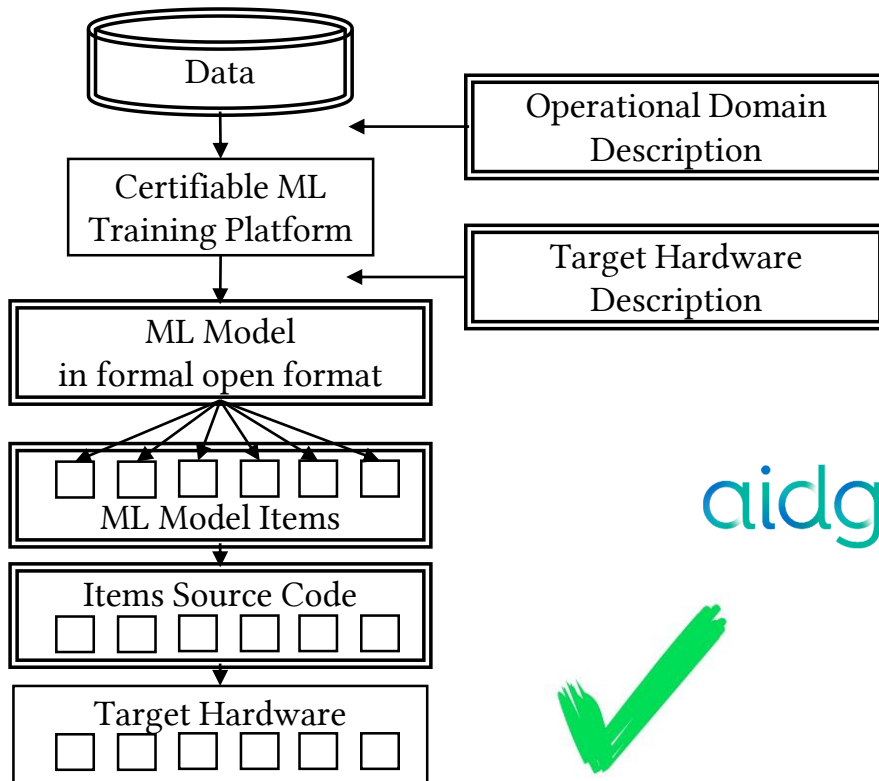 Data
Operational Domain
Description
Certifiable ML
Training Platform
Target Hardware
Description
ML Model
in formal open format
ML Model Items
aidg
Items Source Code
Target Hardware